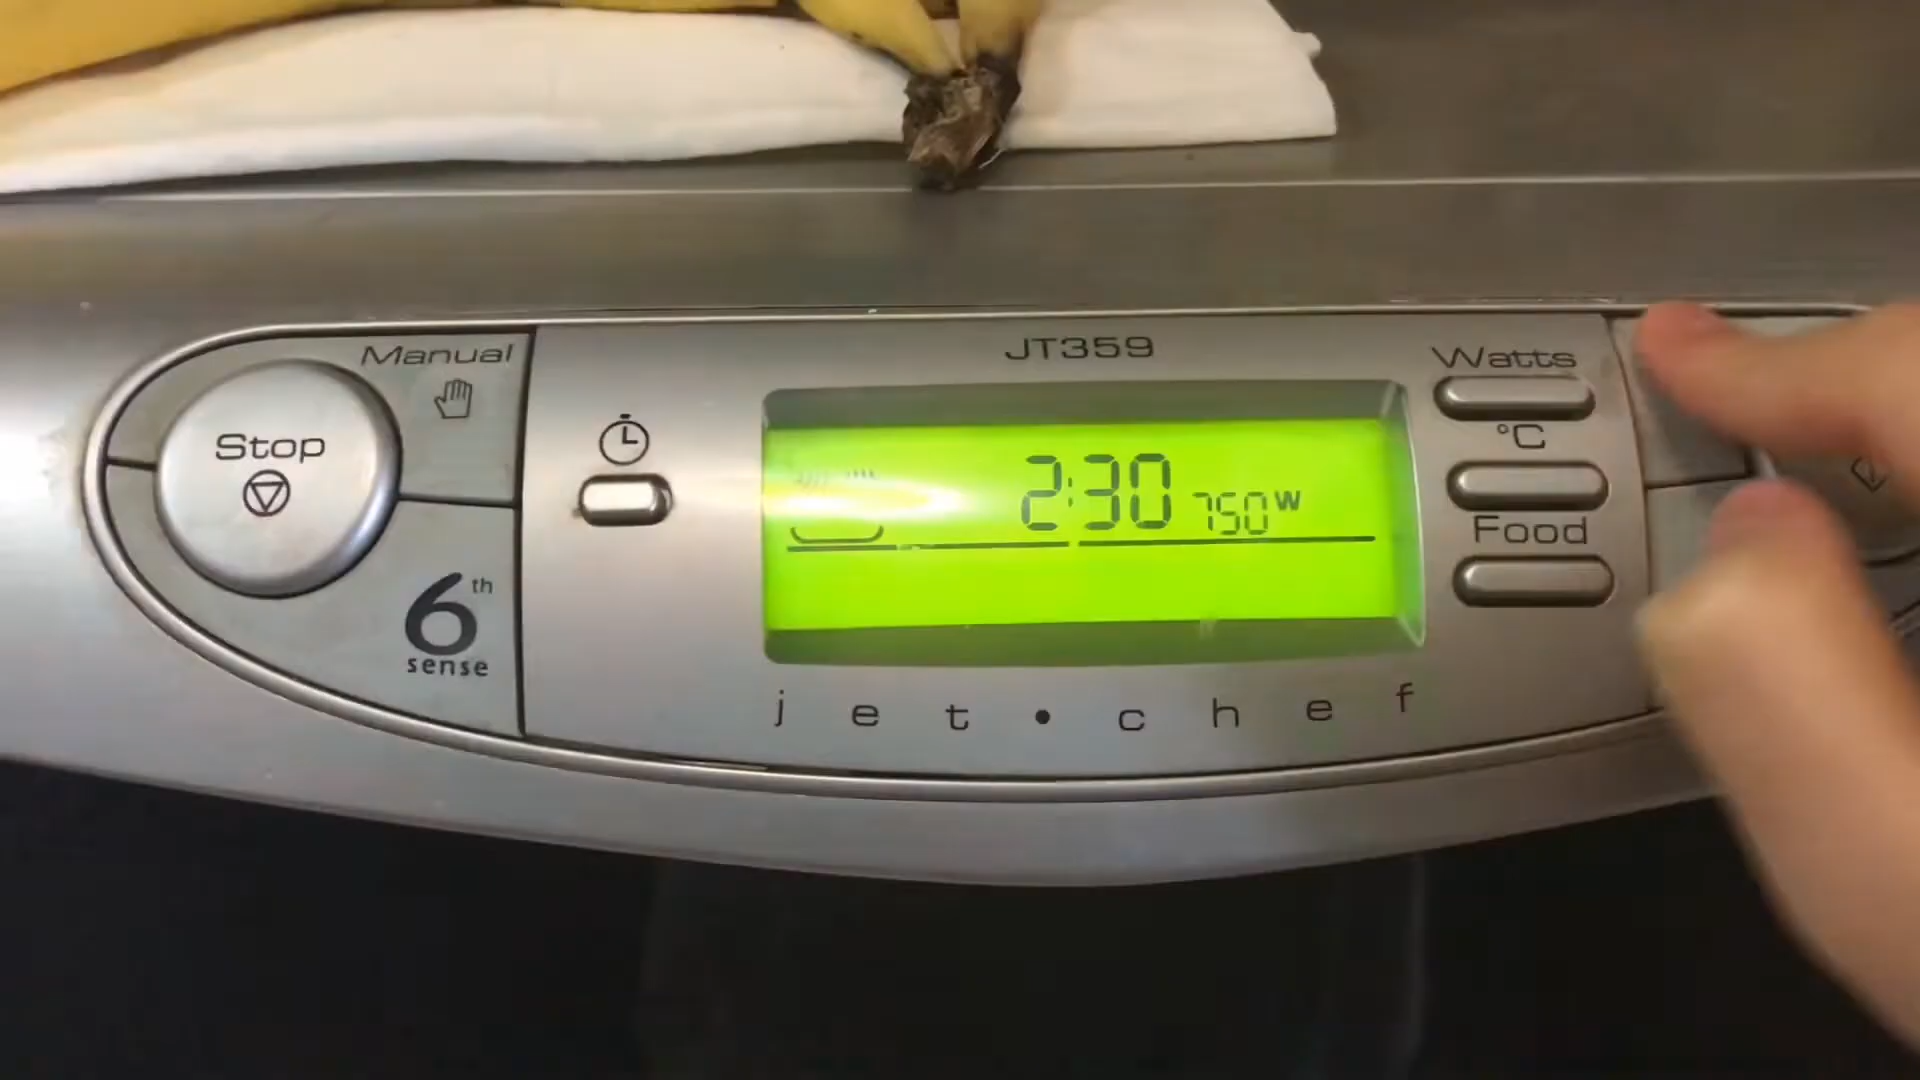 JT359
Manual
Watts
Stop
°C
2:30 750W
Food
6th
sense
jet•chef